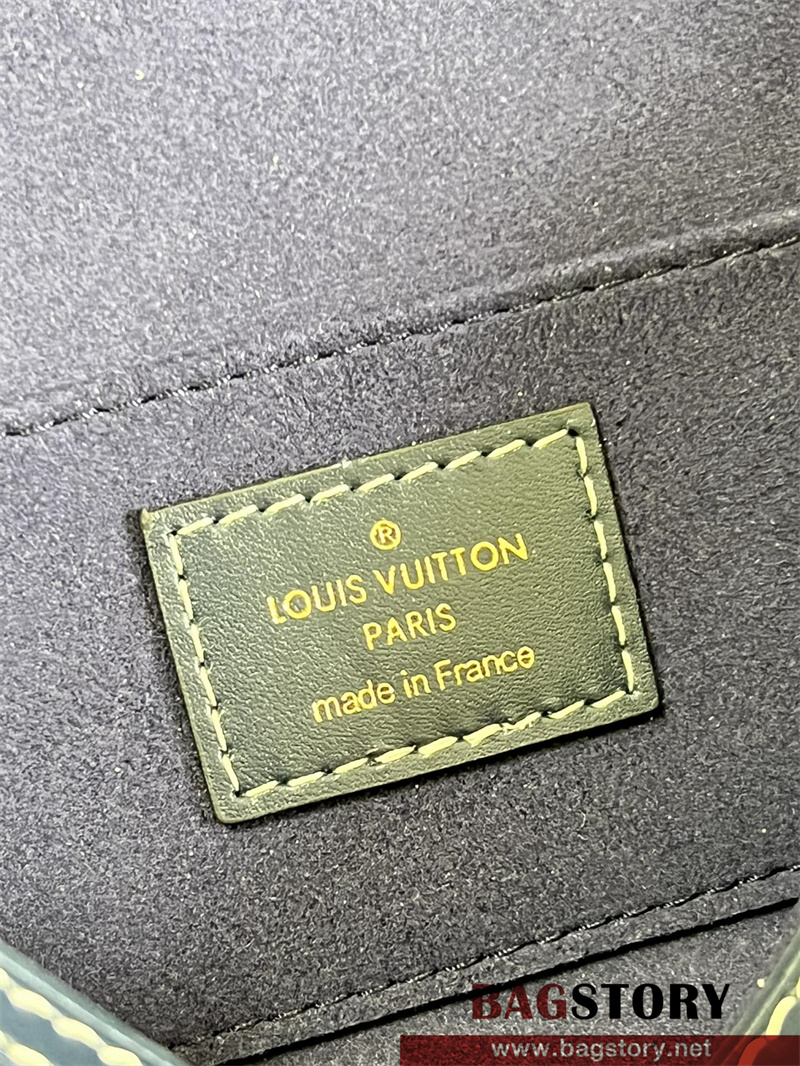 ®
LOUIS VUITTON
PARIS
made in France
BAGSTORY
www.bagstory.net